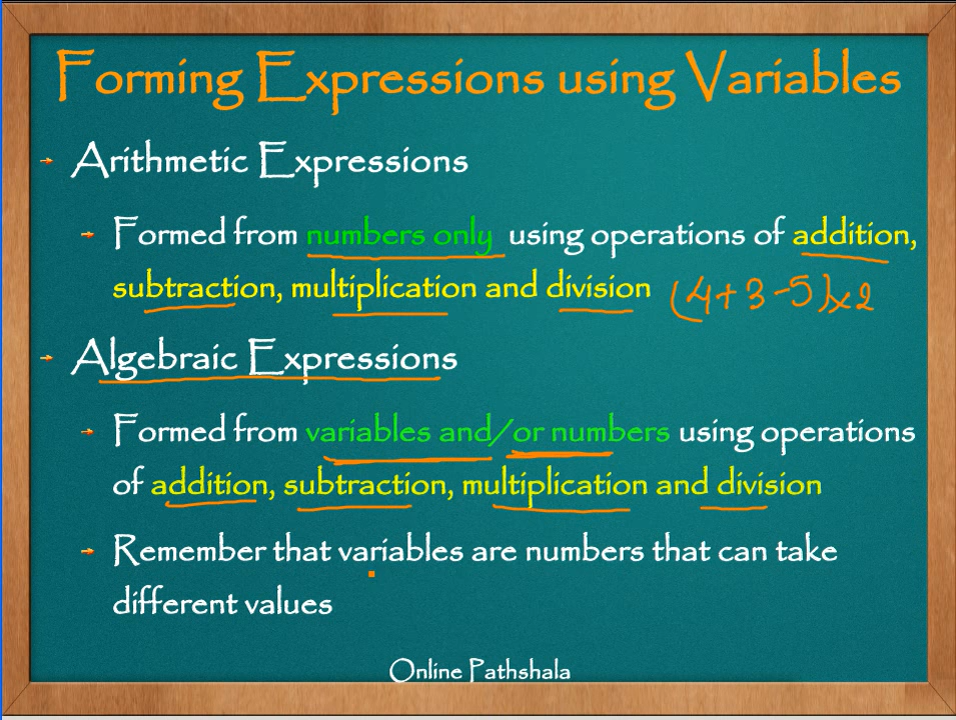 Forming Expressions using Variables
Arithmetic Expressions
Formed from numbers only using operations of addition,
subtraction, multiplication and division (4+3-5)x2
Algebraic Expressions
Formed from variables and/or numbers using operations
of addition, subtraction, multiplication and division
Remember that variables are numbers that can take
different values
Online Pathshala